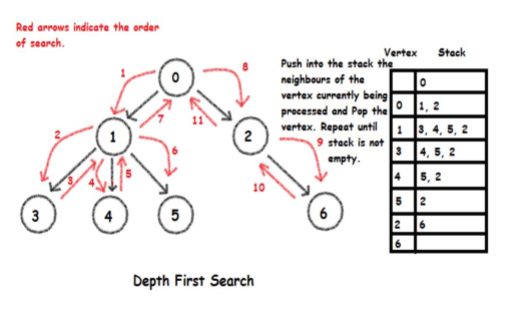 Red arrows indicate the order
of search.
Vertex Stack
Push into the stack the
neighbours of the
vertex currently being
processed and Pop the
vertex. Repeat until
stack is not
empty.
0
0 1, 2
1 3, 4, 5, 2
3 4, 5, 2
4 5, 2
5 2
2 6
6
0
1
8
7
11
1
2
2
6
9
3
4
5
10
3
4
5
6
Depth First Search